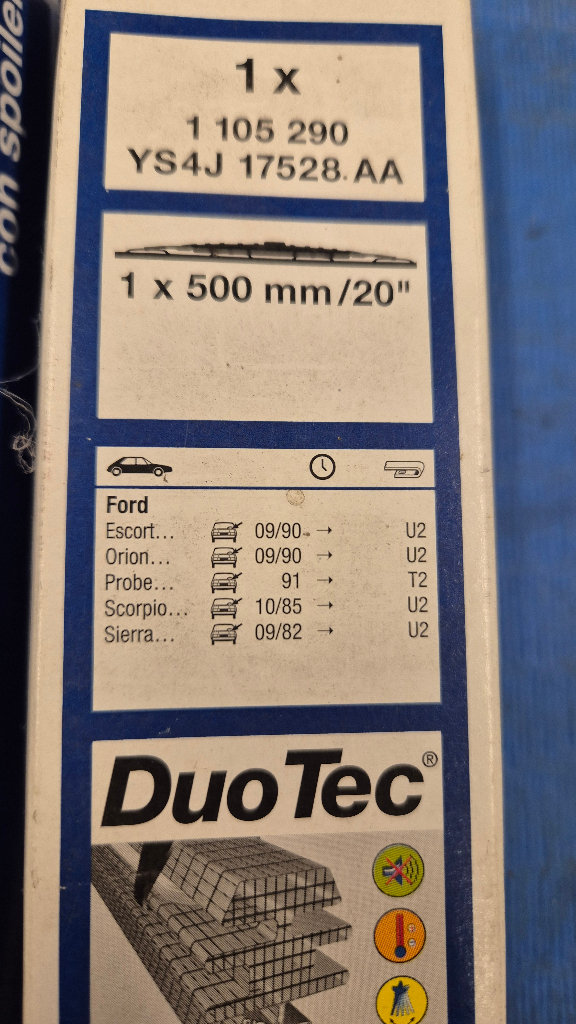 con spoiler
1 x
1 105 290
YS4J 17528.AA
1 x 500 mm/20"
Ford
Escort... 09/90 → U2
Orion... 09/90 → U2
Probe... 91 → T2
Scorpio... 10/85 → U2
Sierra... 09/82 → U2
DuoTec®